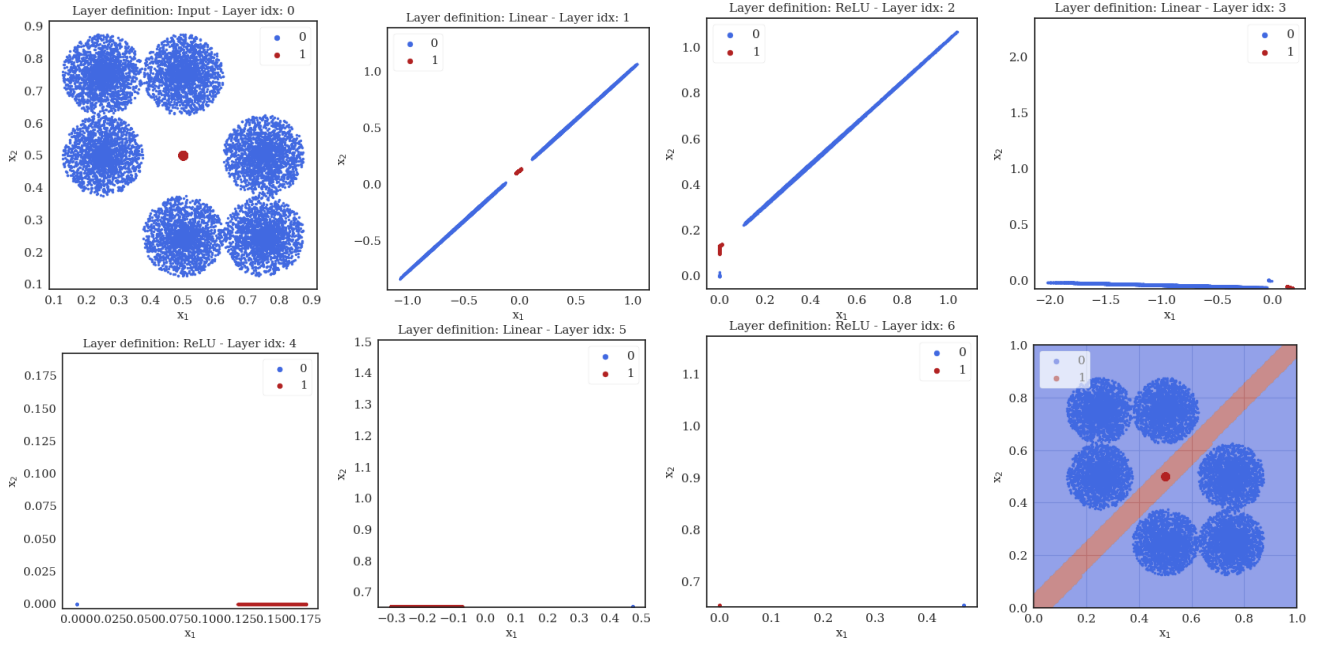 Layer definition: Input - Layer idx: 0
0.9
0.8
0.7
0.6
0.5
0.4
0.3
0.2
0.1
x₂
0
1
0.1 0.2 0.3 0.4 0.5 0.6 0.7 0.8 0.9
x₁
Layer definition: Linear - Layer idx: 1
1.0
0.5
0.0
−0.5
x₂
0
1
−1.0 −0.5 0.0 0.5 1.0
x₁
Layer definition: ReLU - Layer idx: 2
1.0
0.8
0.6
0.4
0.2
0.0
x₂
0
1
0.0 0.2 0.4 0.6 0.8 1.0
x₁
Layer definition: Linear - Layer idx: 3
2.0
1.5
1.0
0.5
0.0
x₂
0
1
−2.0 −1.5 −1.0 −0.5 0.0
x₁
Layer definition: ReLU - Layer idx: 4
0.175
0.150
0.125
0.100
0.075
0.050
0.025
0.000
x₂
0
1
0.000 0.025 0.050 0.075 0.100 0.125 0.150 0.175
x₁
Layer definition: Linear - Layer idx: 5
1.5
1.4
1.3
1.2
1.1
1.0
0.9
0.8
0.7
x₂
0
1
−0.3 −0.2 −0.1 0.0 0.1 0.2 0.3 0.4 0.5
x₁
Layer definition: ReLU - Layer idx: 6
1.1
1.0
0.9
0.8
0.7
x₂
0
1
0.0 0.1 0.2 0.3 0.4
x₁
1.0
0.8
0.6
0.4
0.2
0.0
x₂
0
1
0.0 0.2 0.4 0.6 0.8 1.0
x₁